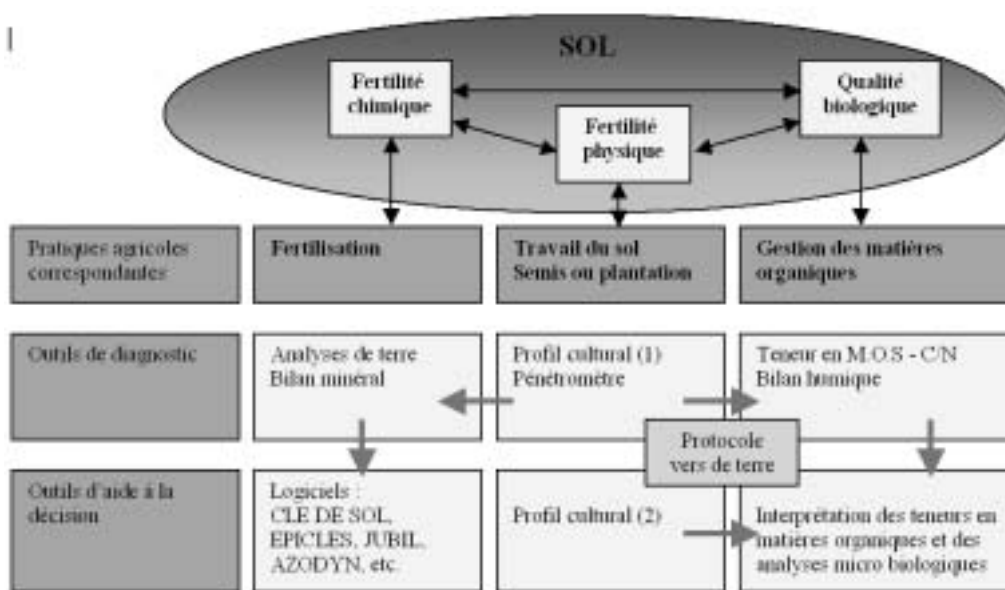 SOL
Fertilité
chimique
Qualité
biologique
Fertilité
physique
Pratiques agricoles
correspondantes
Fertilisation
Travail du sol
Semis ou plantation
Gestion des matières
organiques
Outils de diagnostic
Analyses de terre
Bilan minéral
Profil cultural (1)
Pénétromètre
Teneur en M.O.S - C/N
Bilan humique
Protocole
vers de terre
Outils d'aide à la
décision
Logiciels :
CLE DE SOL,
EPICLES, JUBIL,
AZODYN, etc.
Profil cultural (2)
Interprétation des teneurs en
matières organiques et des
analyses micro biologiques